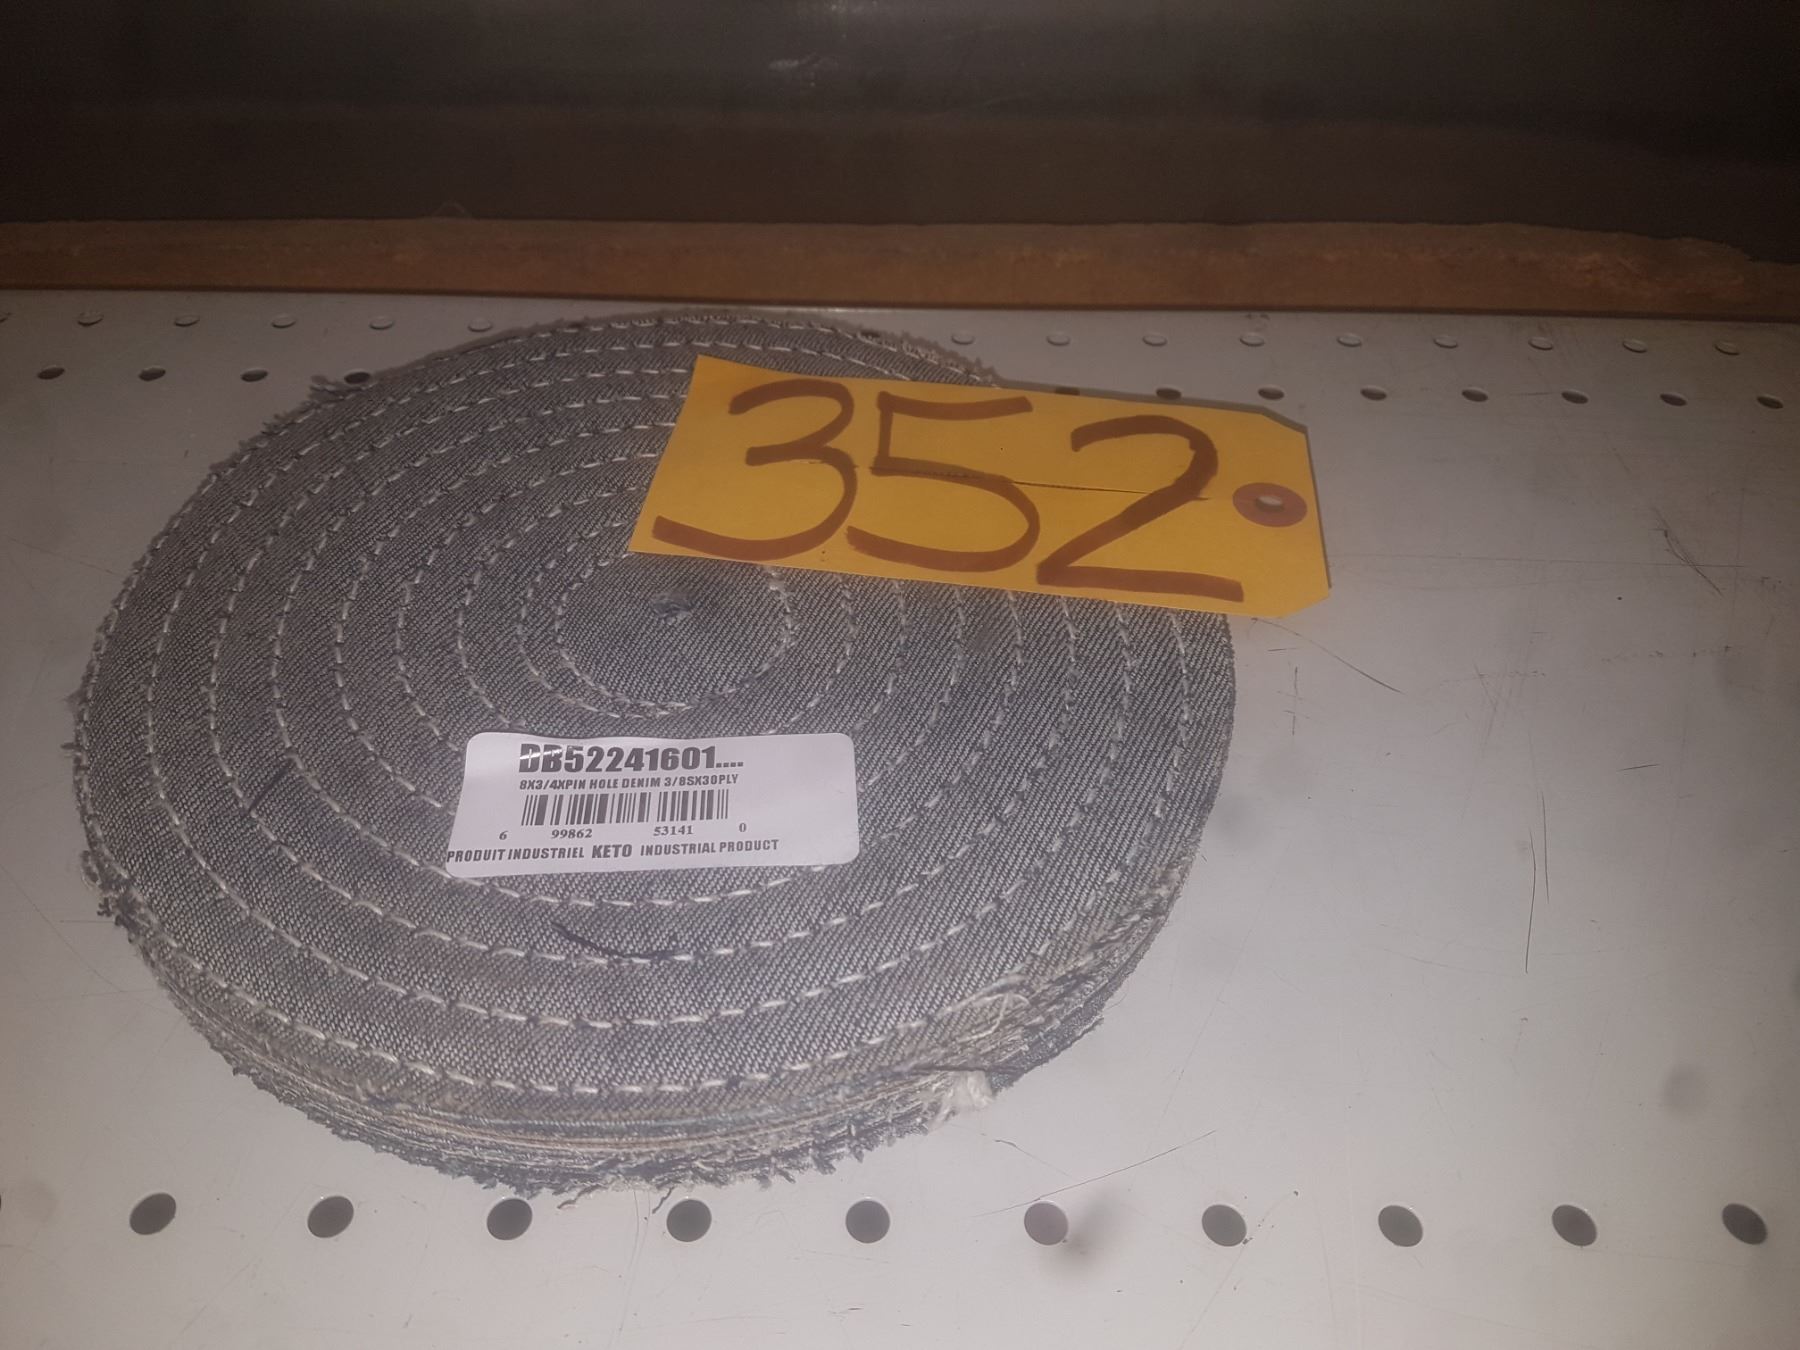 352
DB52241601....
8X3/4XPIN HOLE DENIM 3/8SX30PLY
6 99862 53141 0
PRODUIT INDUSTRIEL KETO INDUSTRIAL PRODUCT